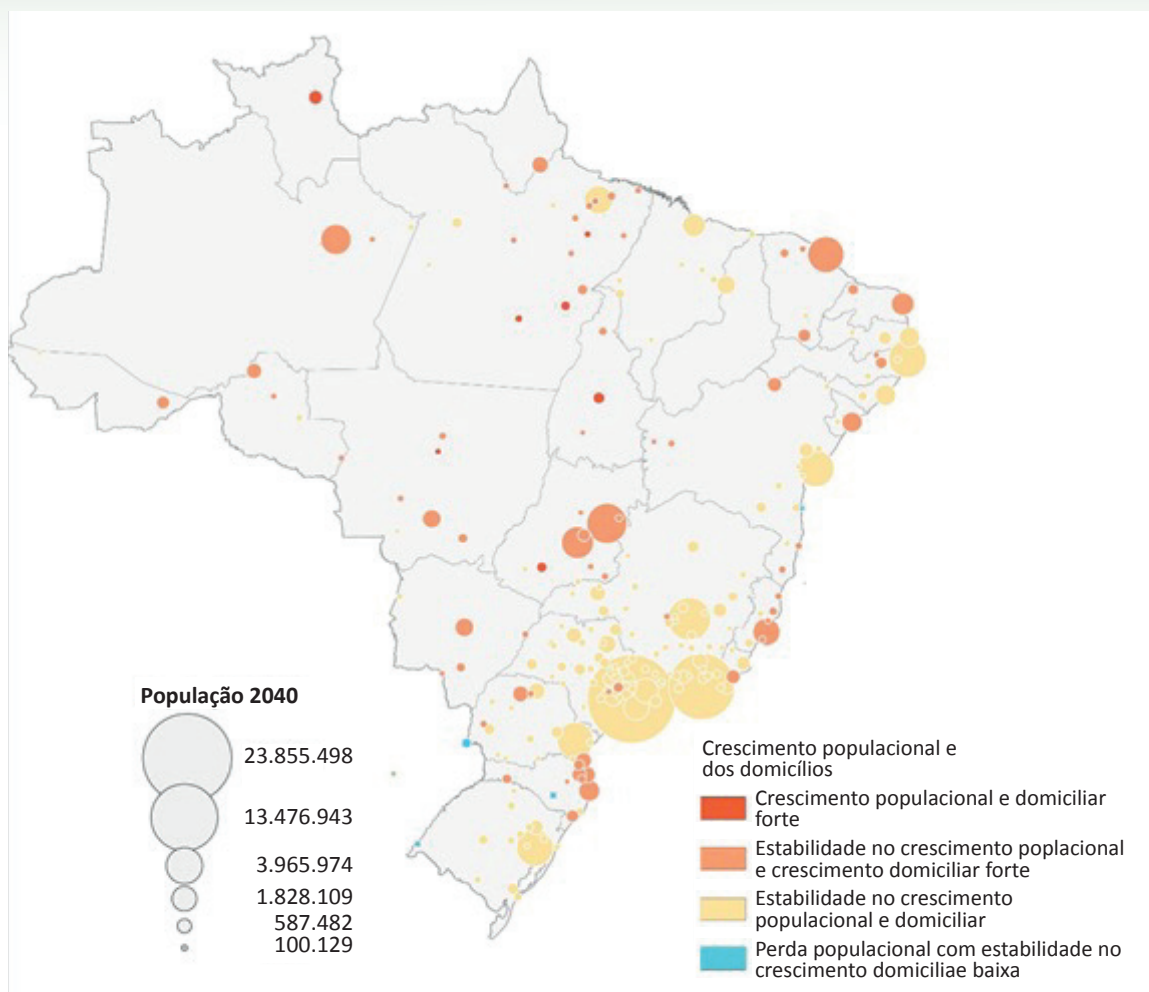 População 2040
23.855.498
13.476.943
3.965.974
1.828.109
587.482
100.129
Crescimento populacional e
dos domicílios
Crescimento populacional e domiciliar
forte
Estabilidade no crescimento poplacional
e crescimento domiciliar forte
Estabilidade no crescimento
populacional e domiciliar
Perda populacional com estabilidade no
crescimento domiciliae baixa